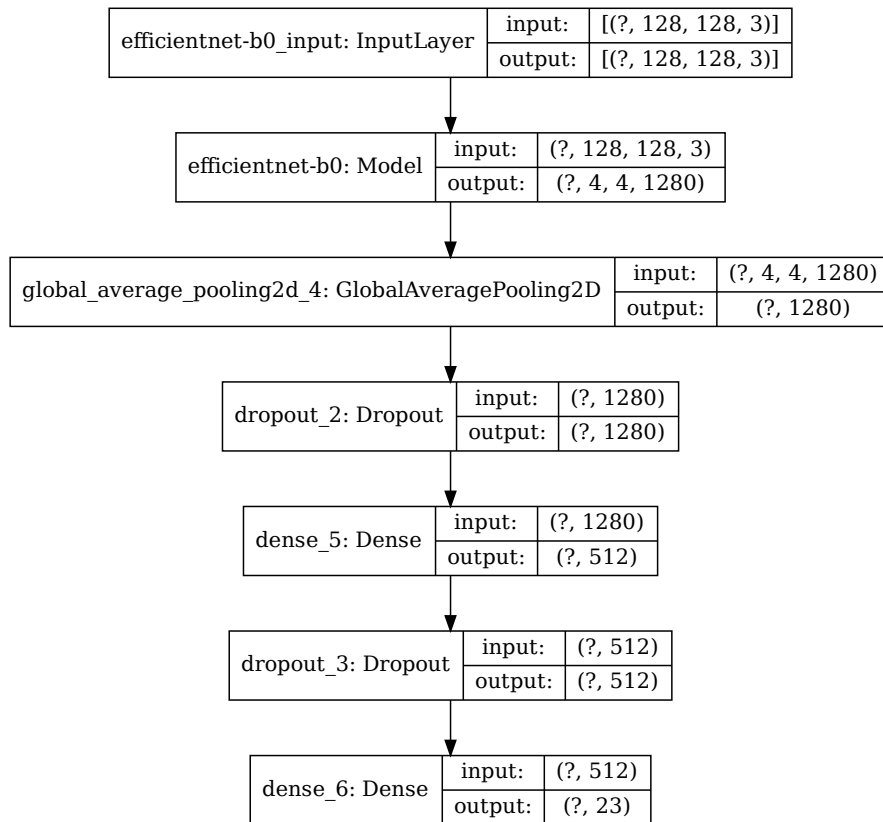 efficientnet-b0_input: InputLayer
input: [(?, 128, 128, 3)]
output: [(?, 128, 128, 3)]
efficientnet-b0: Model
input: (?, 128, 128, 3)
output: (?, 4, 4, 1280)
global_average_pooling2d_4: GlobalAveragePooling2D
input: (?, 4, 4, 1280)
output: (?, 1280)
dropout_2: Dropout
input: (?, 1280)
output: (?, 1280)
dense_5: Dense
input: (?, 1280)
output: (?, 512)
dropout_3: Dropout
input: (?, 512)
output: (?, 512)
dense_6: Dense
input: (?, 512)
output: (?, 23)